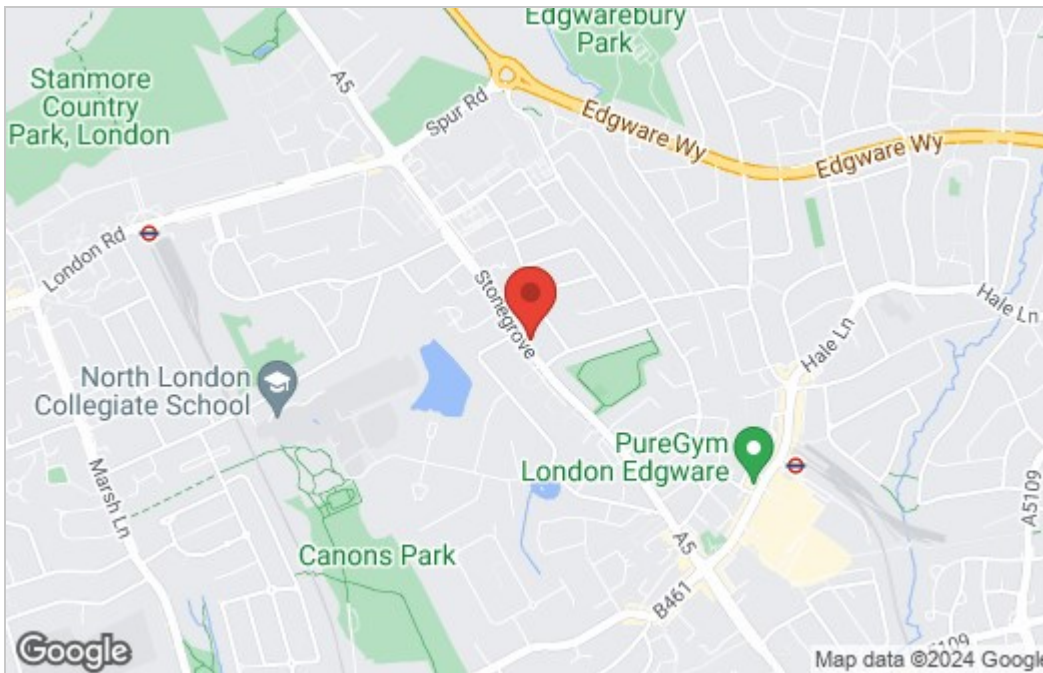 Edgwarebury
Park
Stanmore
Country
Park, London
A5
Spur Rd
Edgware Wy
Edgware Wy
London Rd
Stonegrove
Hale Ln
Hale Ln
North London
Collegiate School
PureGym
London Edgware
Marsh Ln
A5109
Canons Park
A5
B461
5109
Google
Map data ©2024 Google